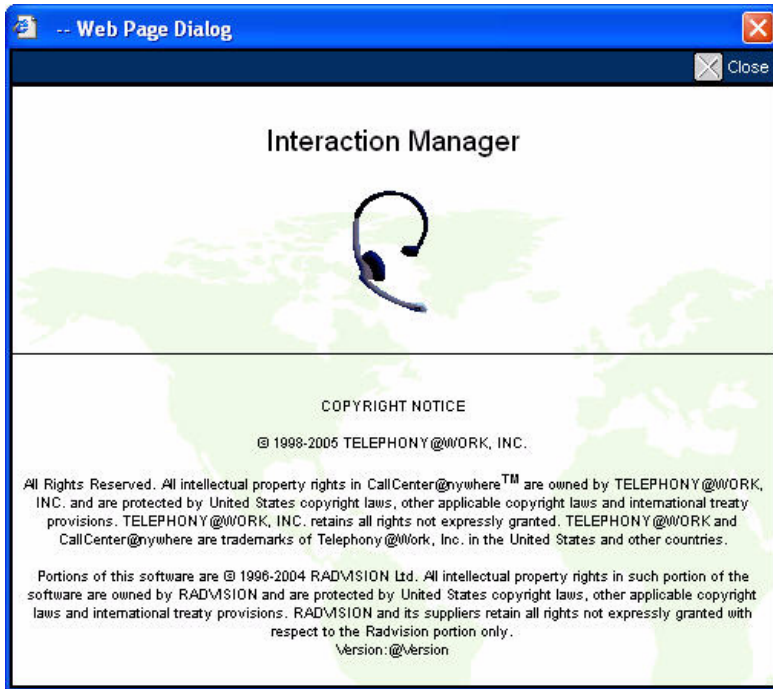 -- Web Page Dialog
Close
Interaction Manager
COPYRIGHT NOTICE
© 1998-2005 TELEPHONY@WORK, INC.
All Rights Reserved. All intellectual property rights in CallCenter@nywhere™ are owned by TELEPHONY@WORK,
INC. and are protected by United States copyright laws, other applicable copyright laws and international treaty
provisions. TELEPHONY@WORK, INC. retains all rights not expressly granted. TELEPHONY@WORK and
CallCenter@nywhere are trademarks of Telephony@Work, Inc. in the United States and other countries.
Portions of this software are © 1996-2004 RADVISION Ltd. All intellectual property rights in such portion of the
software are owned by RADVISION and are protected by United States copyright laws, other applicable copyright
laws and international treaty provisions. RADVISION and its suppliers retain all rights not expressly granted with
respect to the Radvision portion only.
Version:@Version